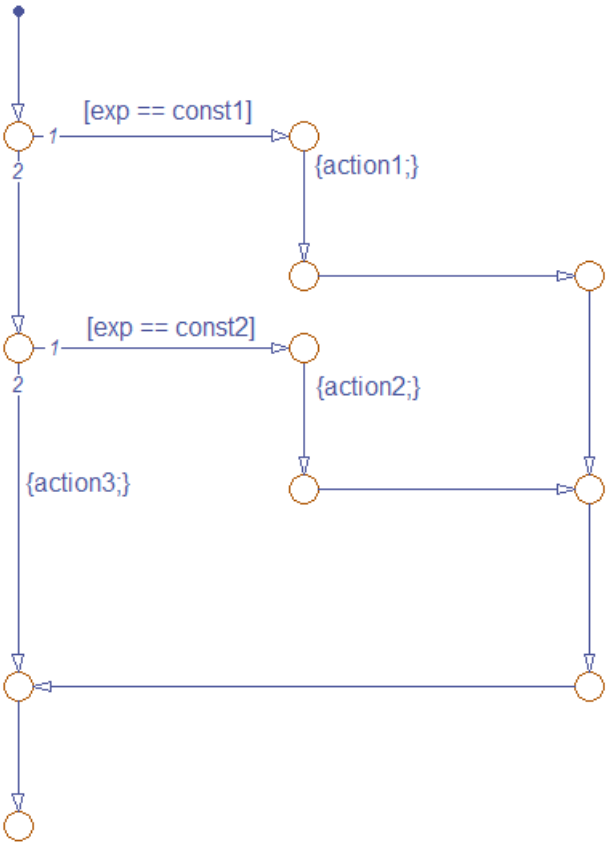 [exp == const1]
1
{action1;}
2
[exp == const2]
1
{action2;}
2
{action3;}